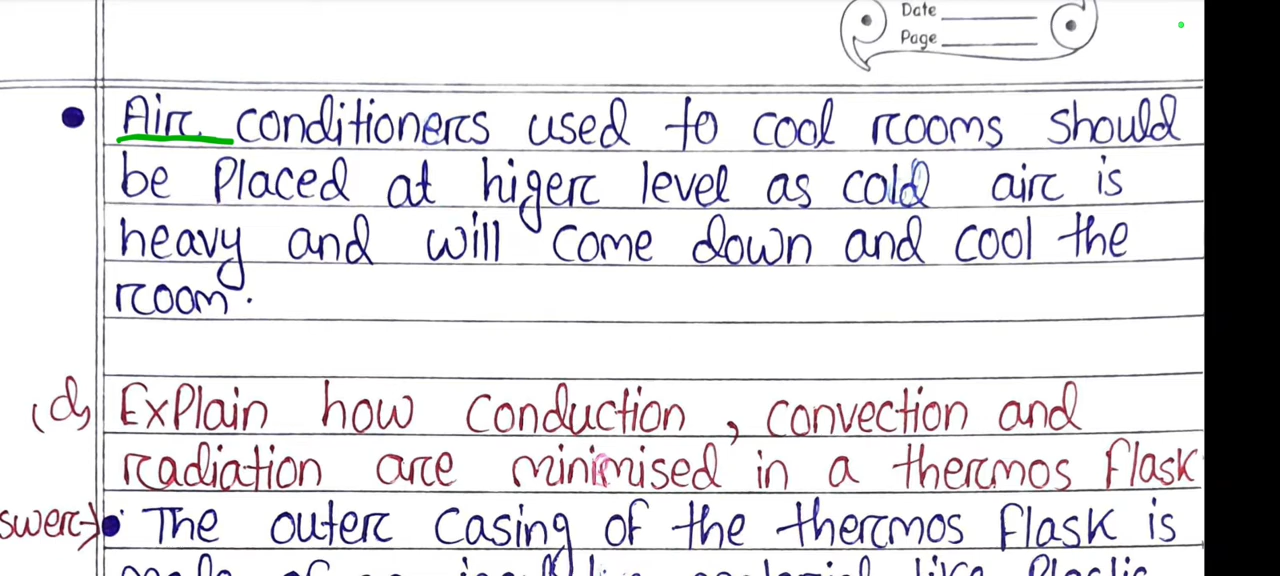 Date
Page
Air conditioners used to cool rooms should
be Placed at higer level as cold air is
heavy and will come down and cool the
room.
(d) Explain how conduction, convection and
radiation are minimised in a thermos flask
swer→ • The outer casing of the thermos flask is
like Plastic